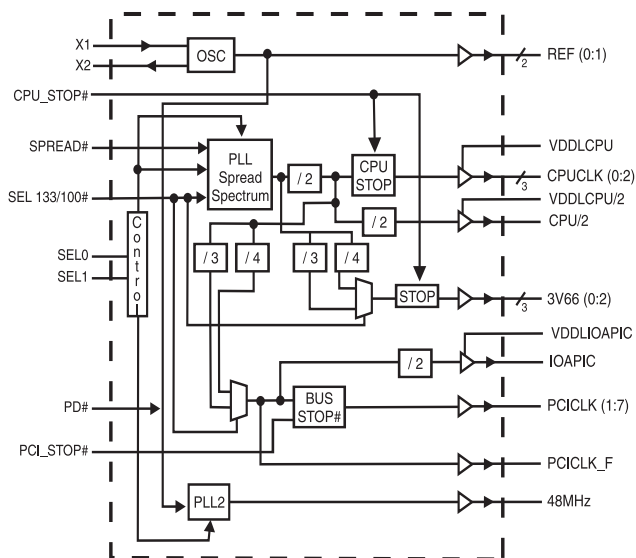 X1
X2
OSC
REF (0:1)
2
CPU_STOP#
SPREAD#
SEL 133/100#
PLL
Spread
Spectrum
/ 2
CPU
STOP
VDDLCPU
CPUCLK (0:2)
3
VDDLCPU/2
/ 2
CPU/2
Control
SEL0
SEL1
/ 3
/ 4
/ 3
/ 4
STOP
3V66 (0:2)
3
VDDLIOAPIC
/ 2
IOAPIC
PD#
BUS
STOP#
PCICLK (1:7)
PCI_STOP#
PCICLK_F
PLL2
48MHz